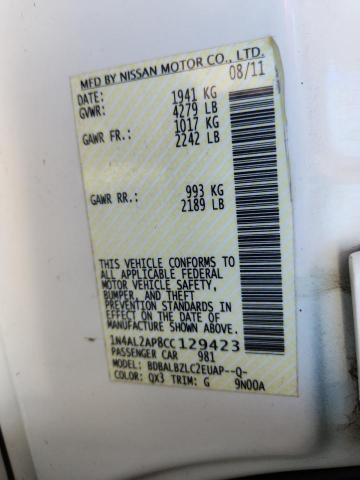 MFD BY NISSAN MOTOR CO., LTD.
DATE: 08/11
GVWR: 1941 KG
4279 LB
GAWR FR.: 1017 KG
2242 LB
GAWR RR.: 993 KG
2189 LB
THIS VEHICLE CONFORMS TO
ALL APPLICABLE FEDERAL
MOTOR VEHICLE SAFETY,
BUMPER, AND THEFT
PREVENTION STANDARDS IN
EFFECT ON THE DATE OF
MANUFACTURE SHOWN ABOVE.
1N4AL2AP8CC129423
PASSENGER CAR 981
MODEL: BDBALBZLC2EUAP--Q-
COLOR: QX3 TRIM: G 9N00A